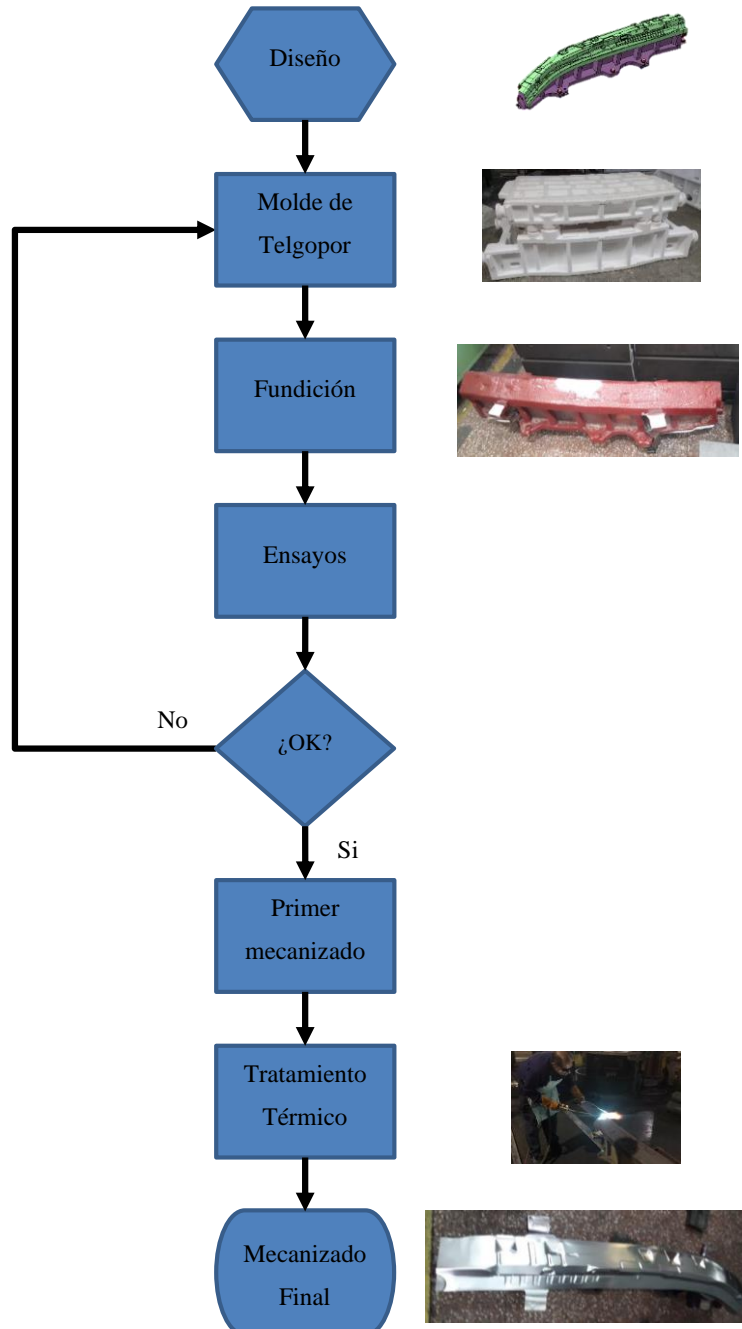 Diseño
Molde de
Telgopor
Fundición
Ensayos
No
¿OK?
Si
Primer
mecanizado
Tratamiento
Térmico
Mecanizado
Final